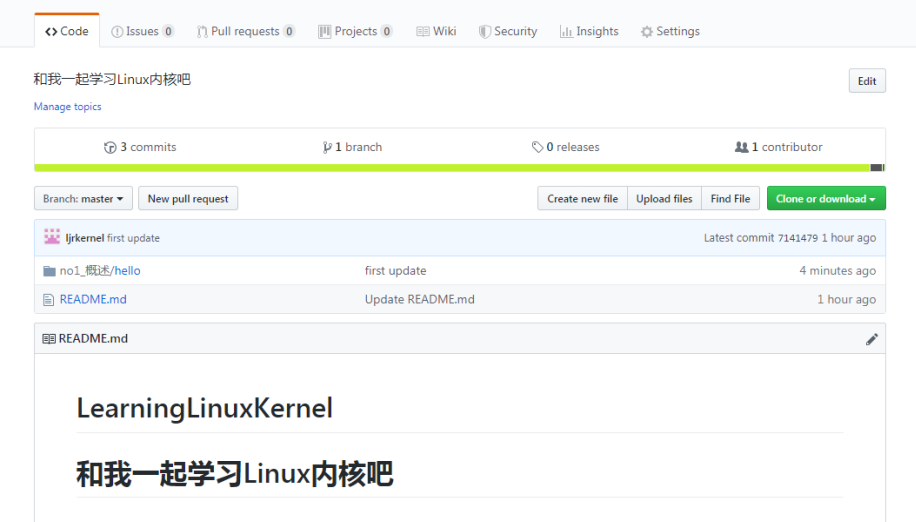 Code Issues 0 Pull requests 0 Projects 0 Wiki Security Insights Settings
和我一起学习Linux内核吧 Edit
Manage topics
3 commits 1 branch 0 releases 1 contributor
Branch: master New pull request Create new file Upload files Find File Clone or download
ljrkernel first update Latest commit 7141479 1 hour ago
no1_概述/hello first update 4 minutes ago
README.md Update README.md 1 hour ago
README.md
LearningLinuxKernel
和我一起学习Linux内核吧